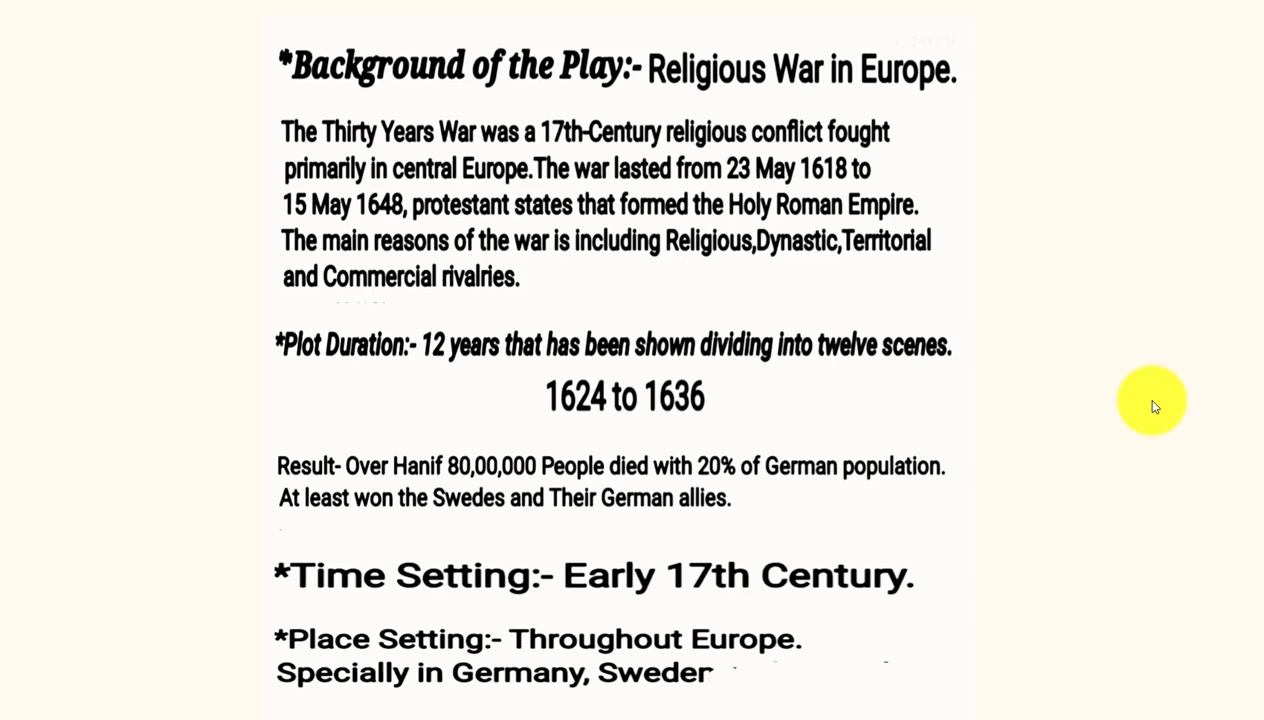 *Background of the Play:- Religious War in Europe.
The Thirty Years War was a 17th-Century religious conflict fought
primarily in central Europe.The war lasted from 23 May 1618 to
15 May 1648, protestant states that formed the Holy Roman Empire.
The main reasons of the war is including Religious,Dynastic,Territorial
and Commercial rivalries.
*Plot Duration:- 12 years that has been shown dividing into twelve scenes.
1624 to 1636
Result- Over Hanif 80,00,000 People died with 20% of German population.
At least won the Swedes and Their German allies.
*Time Setting:- Early 17th Century.
*Place Setting:- Throughout Europe.
Specially in Germany, Sweden